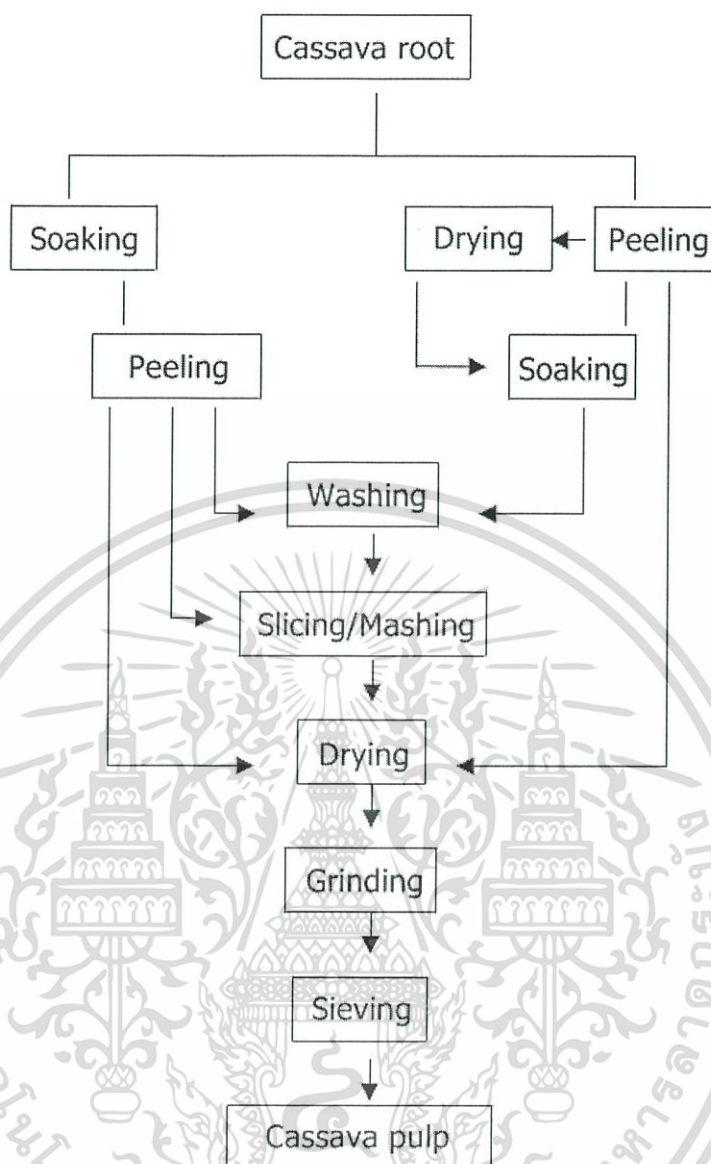 Cassava root
Soaking
Drying
Peeling
Peeling
Soaking
Washing
Slicing/Mashing
Drying
Grinding
Sieving
Cassava pulp